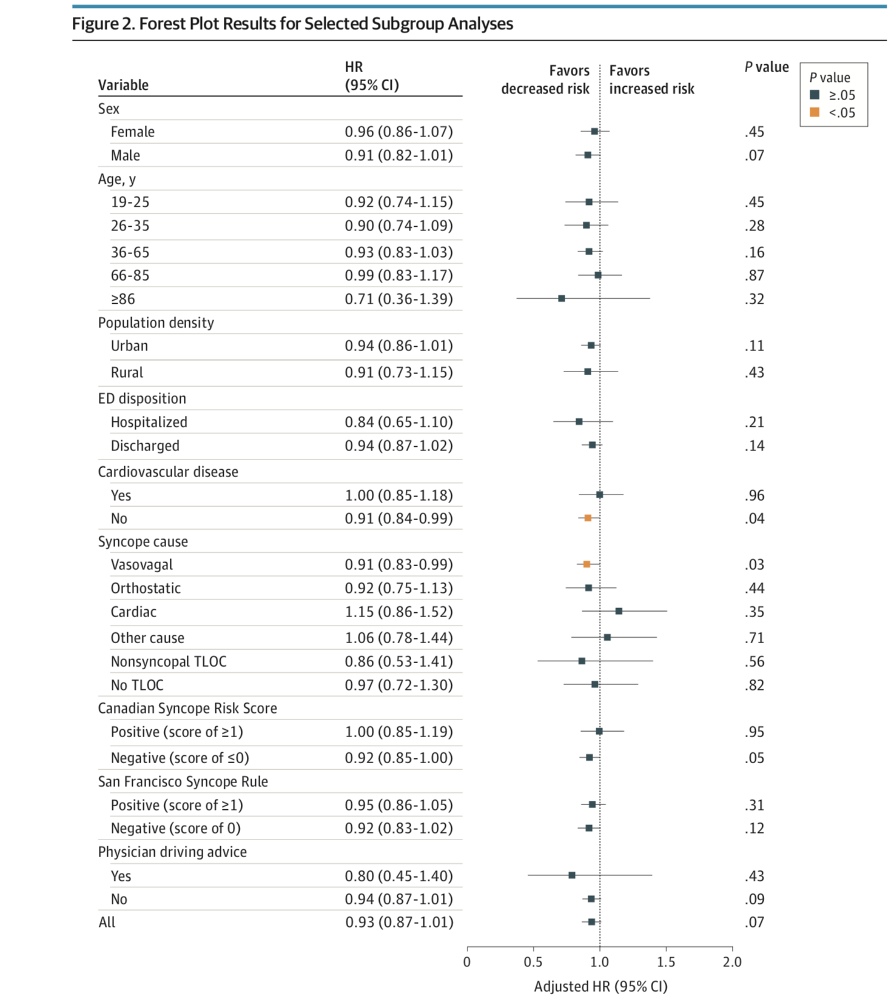 Figure 2. Forest Plot Results for Selected Subgroup Analyses
Variable HR (95% CI) Favors decreased risk Favors increased risk P value
P value
≥.05
<.05
Sex
Female 0.96 (0.86-1.07) .45
Male 0.91 (0.82-1.01) .07
Age, y
19-25 0.92 (0.74-1.15) .45
26-35 0.90 (0.74-1.09) .28
36-65 0.93 (0.83-1.03) .16
66-85 0.99 (0.83-1.17) .87
≥86 0.71 (0.36-1.39) .32
Population density
Urban 0.94 (0.86-1.01) .11
Rural 0.91 (0.73-1.15) .43
ED disposition
Hospitalized 0.84 (0.65-1.10) .21
Discharged 0.94 (0.87-1.02) .14
Cardiovascular disease
Yes 1.00 (0.85-1.18) .96
No 0.91 (0.84-0.99) .04
Syncope cause
Vasovagal 0.91 (0.83-0.99) .03
Orthostatic 0.92 (0.75-1.13) .44
Cardiac 1.15 (0.86-1.52) .35
Other cause 1.06 (0.78-1.44) .71
Nonsyncopal TLOC 0.86 (0.53-1.41) .56
No TLOC 0.97 (0.72-1.30) .82
Canadian Syncope Risk Score
Positive (score of ≥1) 1.00 (0.85-1.19) .95
Negative (score of ≤0) 0.92 (0.85-1.00) .05
San Francisco Syncope Rule
Positive (score of ≥1) 0.95 (0.86-1.05) .31
Negative (score of 0) 0.92 (0.83-1.02) .12
Physician driving advice
Yes 0.80 (0.45-1.40) .43
No 0.94 (0.87-1.01) .09
All 0.93 (0.87-1.01) .07
0 0.5 1.0 1.5 2.0
Adjusted HR (95% CI)